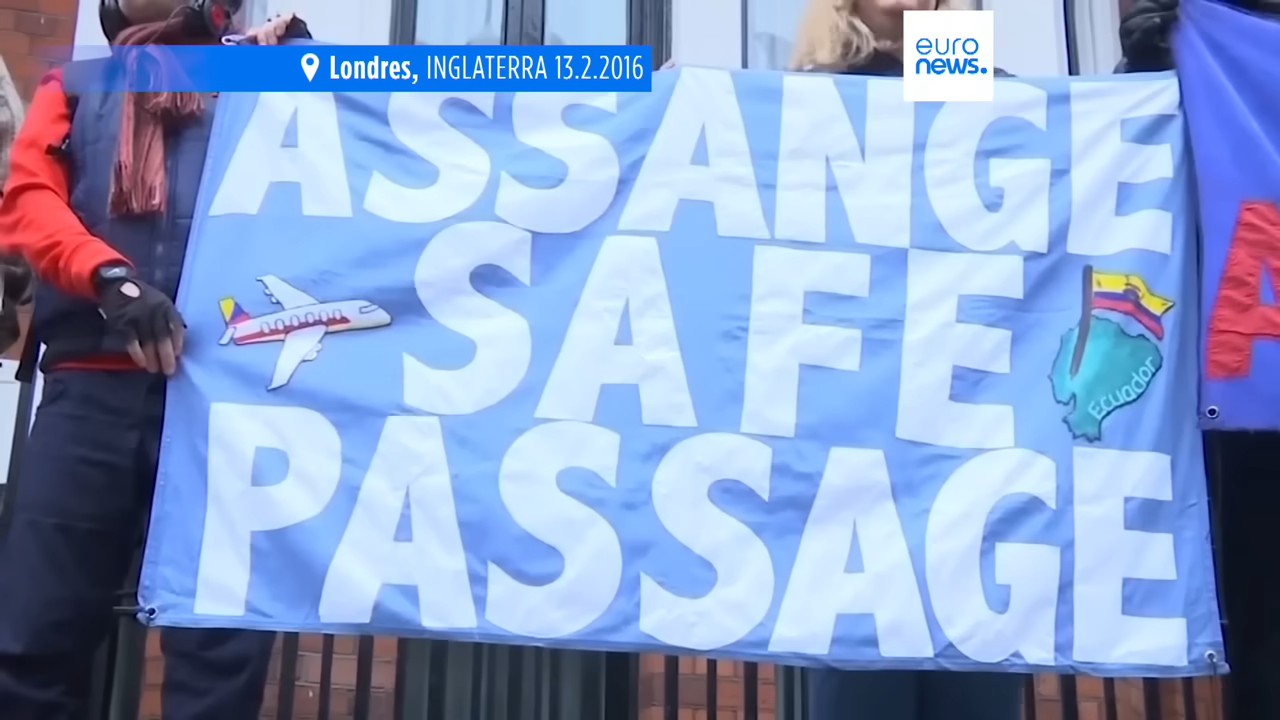 euro
news.
Londres, INGLATERRA 13.2.2016
ASSANGE
SAFE
Ecuador
PASSAGE
A